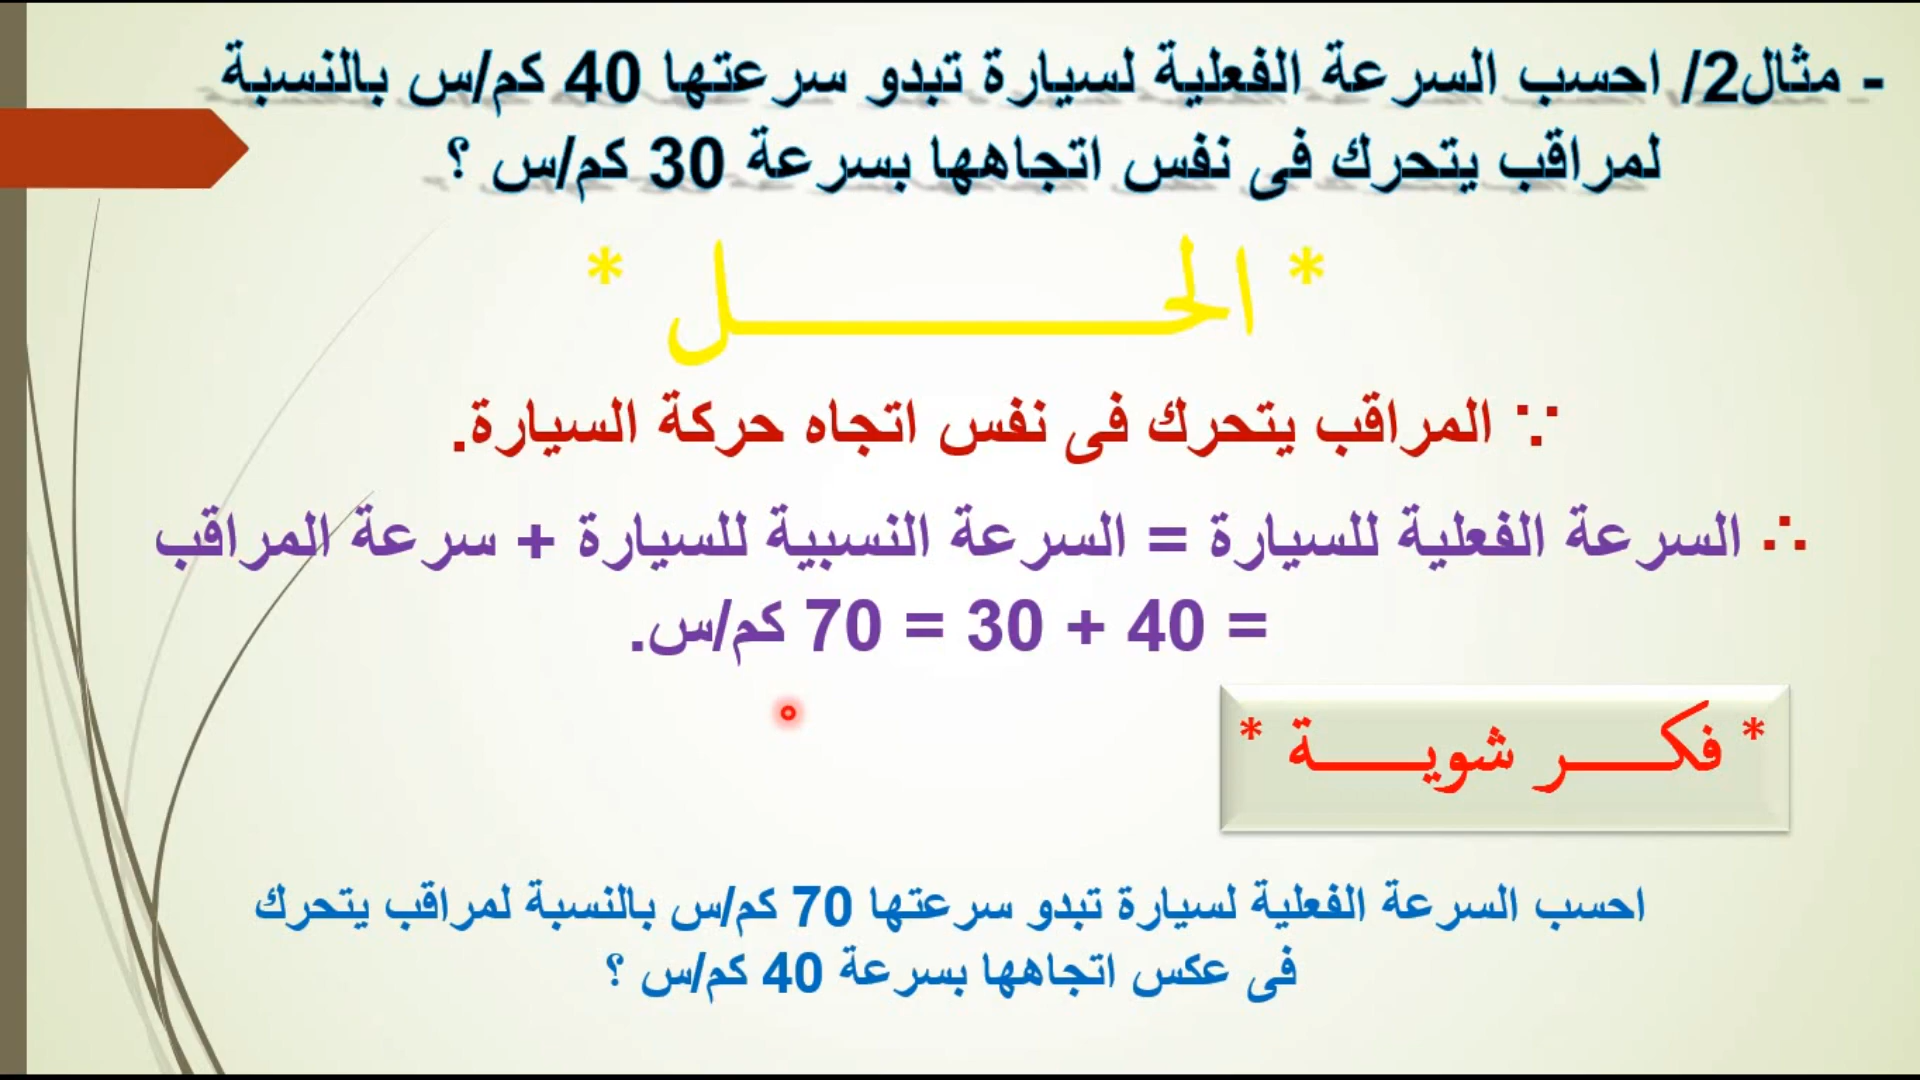 - مثال2/ احسب السرعة الفعلية لسيارة تبدو سرعتها 40 كم/س بالنسبة
لمراقب يتحرك فى نفس اتجاهها بسرعة 30 كم/س ؟
* الحــــــــــل *
∵ المراقب يتحرك فى نفس اتجاه حركة السيارة.
∴ السرعة الفعلية للسيارة = السرعة النسبية للسيارة + سرعة المراقب
= 40 + 30 = 70 كم/س.
* فكــــر شويــــة *
احسب السرعة الفعلية لسيارة تبدو سرعتها 70 كم/س بالنسبة لمراقب يتحرك
فى عكس اتجاهها بسرعة 40 كم/س ؟